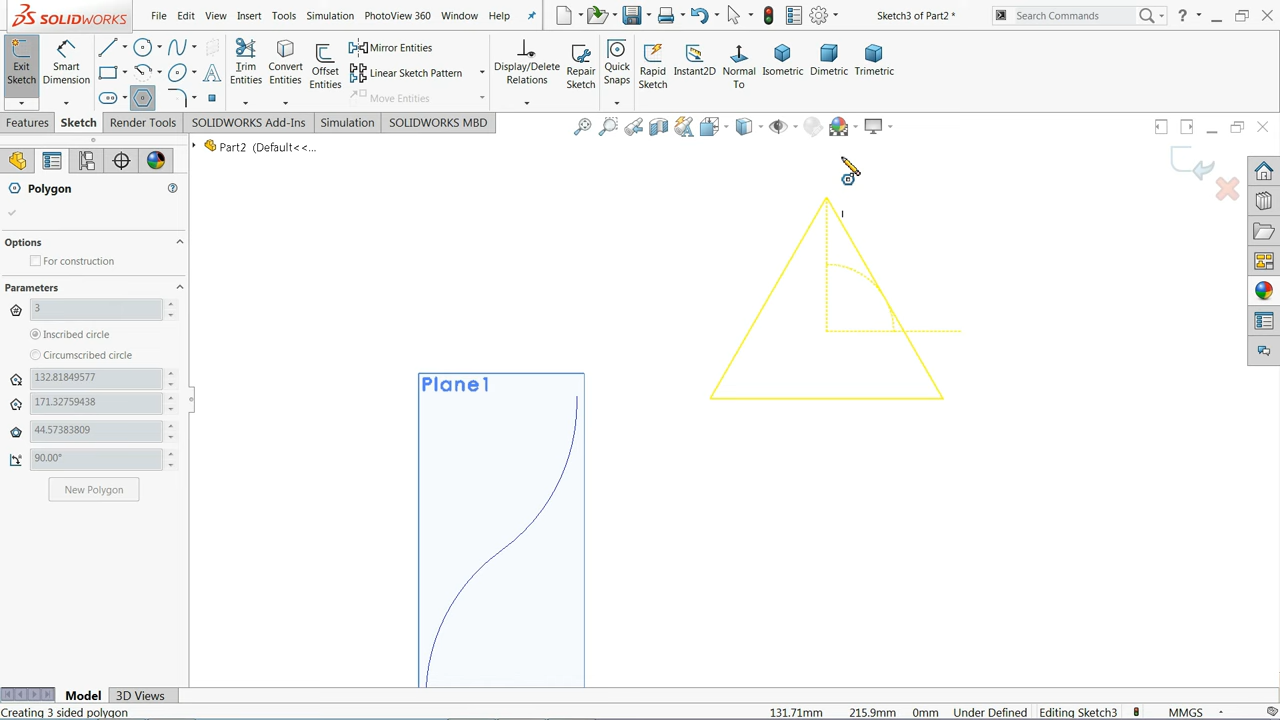 SOLIDWORKS
File Edit View Insert Tools Simulation PhotoView 360 Window Help
Sketch3 of Part2 *
Search Commands
Exit Sketch
Smart Dimension
Trim Entities
Convert Entities
Offset Entities
Mirror Entities
Linear Sketch Pattern
Move Entities
Display/Delete Relations
Repair Sketch
Quick Snaps
Rapid Sketch
Instant2D
Normal To
Isometric
Dimetric
Trimetric
Features Sketch Render Tools SOLIDWORKS Add-Ins Simulation SOLIDWORKS MBD
Part2 (Default<<...
Polygon
Options
For construction
Parameters
3
Inscribed circle
Circumscribed circle
132.81849577
171.32759438
44.57383809
90.00°
New Polygon
Plane1
Model 3D Views
Creating 3 sided polygon
131.71mm 215.9mm 0mm Under Defined Editing Sketch3 MMGS